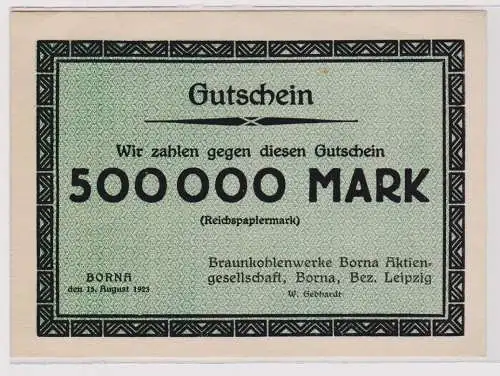 Gutschein
Wir zahlen gegen diesen Gutschein
500000 MARK
(Reichspapiermark)
Braunkohlenwerke Borna Aktien-
gesellschaft, Borna, Bez. Leipzig
W. Gebhardt
BORNA
den 15. August 1923